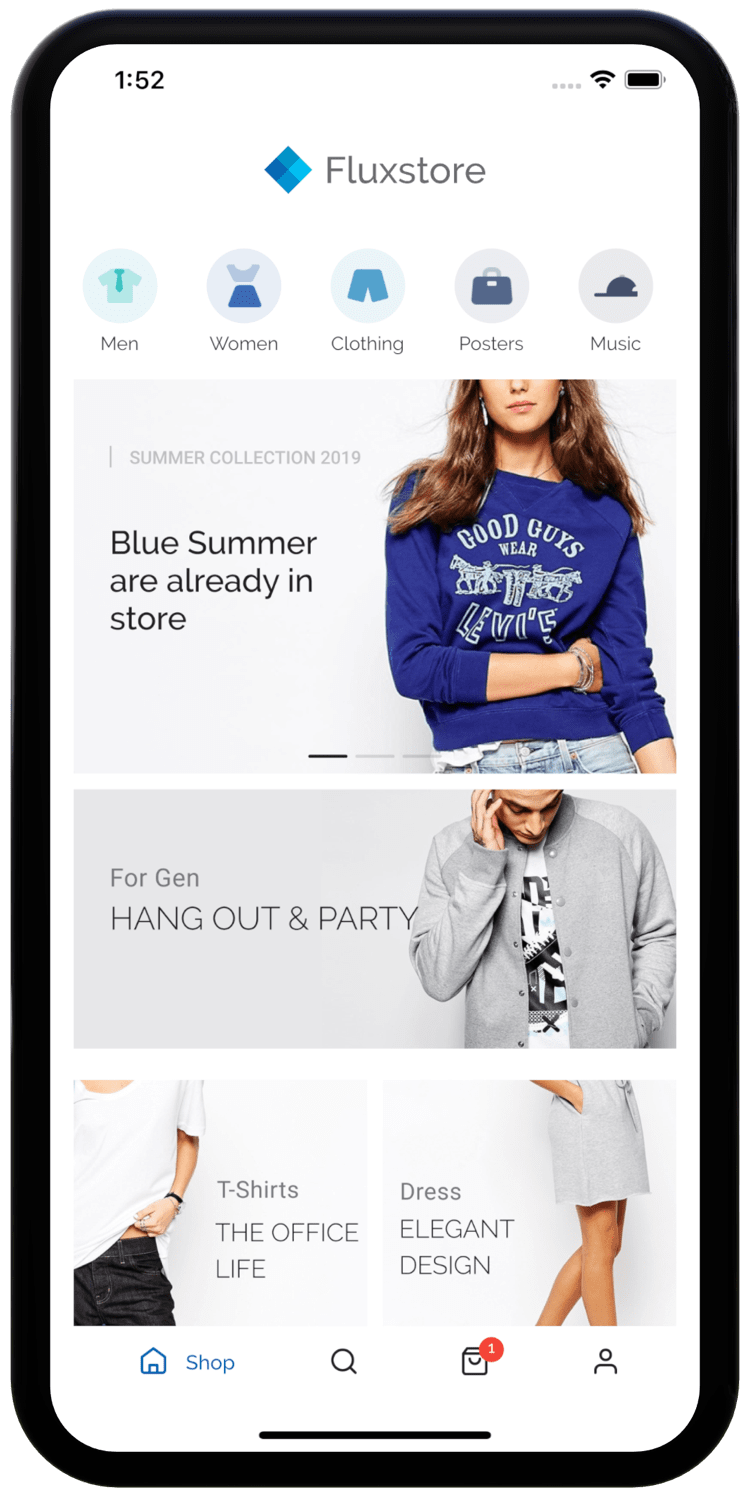 1:52
Fluxstore
Men
Women
Clothing
Posters
Music
SUMMER COLLECTION 2019
Blue Summer
are already in
store
GOOD GUYS
WEAR
LEVI'S
For Gen
HANG OUT & PARTY
T-Shirts
THE OFFICE
LIFE
Dress
ELEGANT
DESIGN
Shop
1